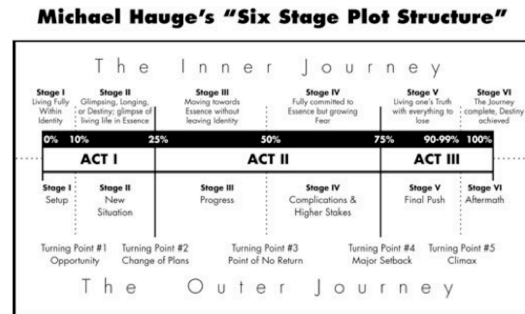 Michael Hauge's "Six Stage Plot Structure"
The Inner Journey
Stage I
Living Fully
Within
Identity
Stage II
Glimpsing, Longing,
or Destiny; glimpse of
living life in Essence
Stage III
Moving towards
Essence without
leaving Identity
Stage IV
Fully committed to
Essence but growing
Fear
Stage V
Living one's Truth
with everything to
lose
Stage VI
The Journey
complete, Destiny
achieved
0% 10% 25% 50% 75% 90-99% 100%
ACT I ACT II ACT III
Stage I
Setup
Stage II
New
Situation
Stage III
Progress
Stage IV
Complications &
Higher Stakes
Stage V
Final Push
Stage VI
Aftermath
Turning Point #1
Opportunity
Turning Point #2
Change of Plans
Turning Point #3
Point of No Return
Turning Point #4
Major Setback
Turning Point #5
Climax
The Outer Journey